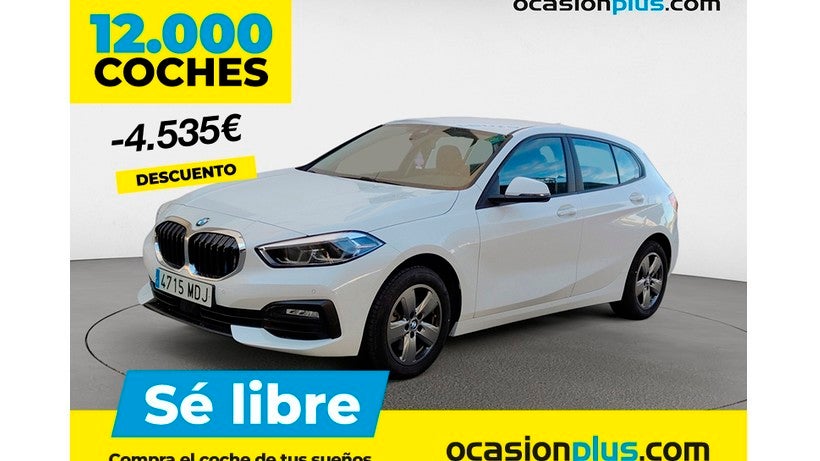 ocasionplus.com
12.000
COCHES
-4.535€
DESCUENTO
4715 MDJ
Sé libre
Compra el coche de tus sueños
ocasionplus.com